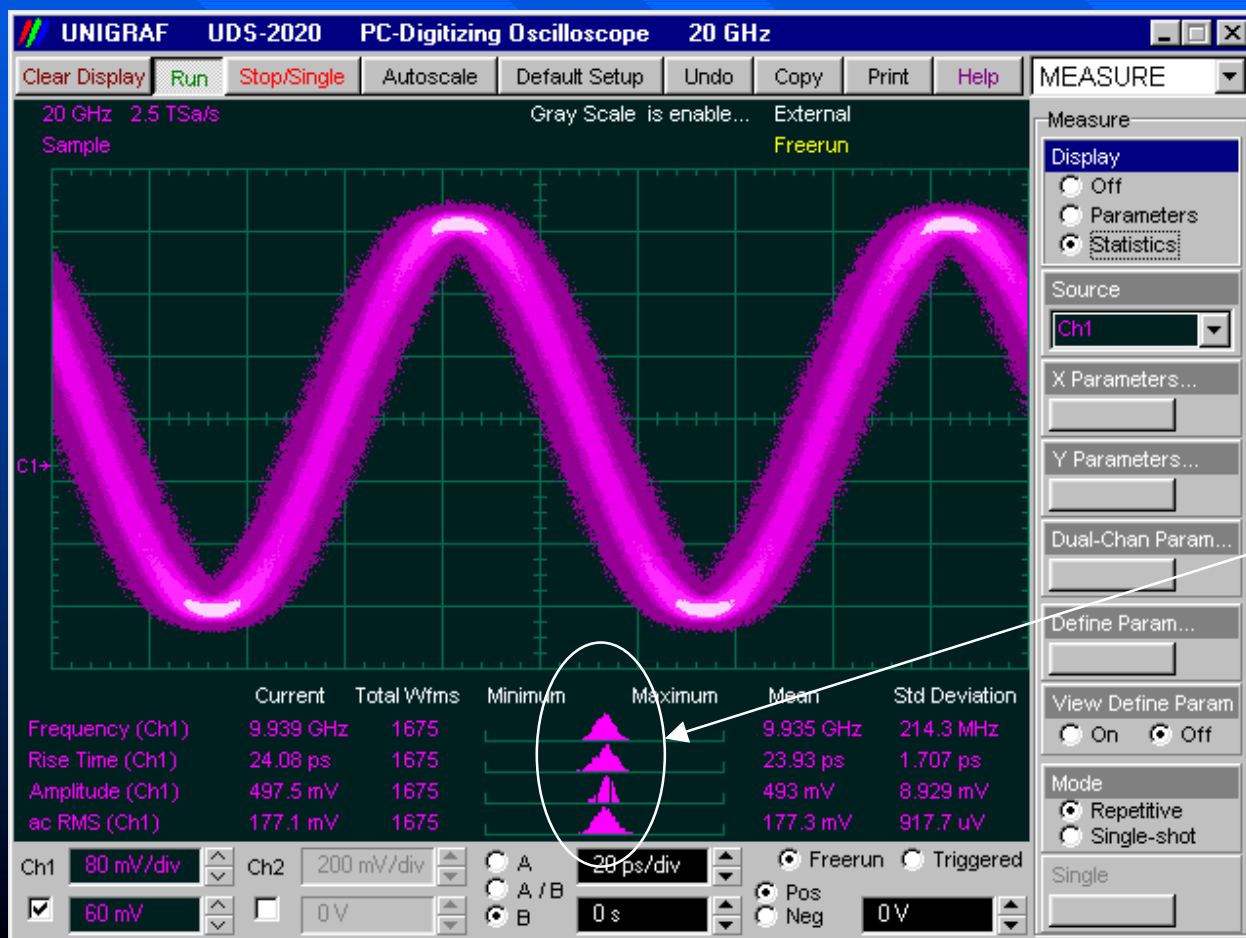 UNIGRAF UDS-2020 PC-Digitizing Oscilloscope 20 GHz
Clear Display Run Stop/Single Autoscale Default Setup Undo Copy Print Help MEASURE
20 GHz 2.5 TSa/s Gray Scale is enable... External
Sample Freerun
C1
Current Total Wfms Minimum Maximum Mean Std Deviation
Frequency (Ch1) 9.939 GHz 1675 9.935 GHz 214.3 MHz
Rise Time (Ch1) 24.08 ps 1675 23.93 ps 1.707 ps
Amplitude (Ch1) 497.5 mV 1675 493 mV 8.929 mV
ac RMS (Ch1) 177.1 mV 1675 177.3 mV 917.7 uV
Ch1 80 mV/div Ch2 200 mV/div A 20 ps/div Freerun Triggered
A / B Pos
60 mV 0 V B 0 s Neg 0 V
Measure
Display
Off
Parameters
Statistics
Source
Ch1
X Parameters...
Y Parameters...
Dual-Chan Param...
Define Param...
View Define Param
On Off
Mode
Repetitive
Single-shot
Single